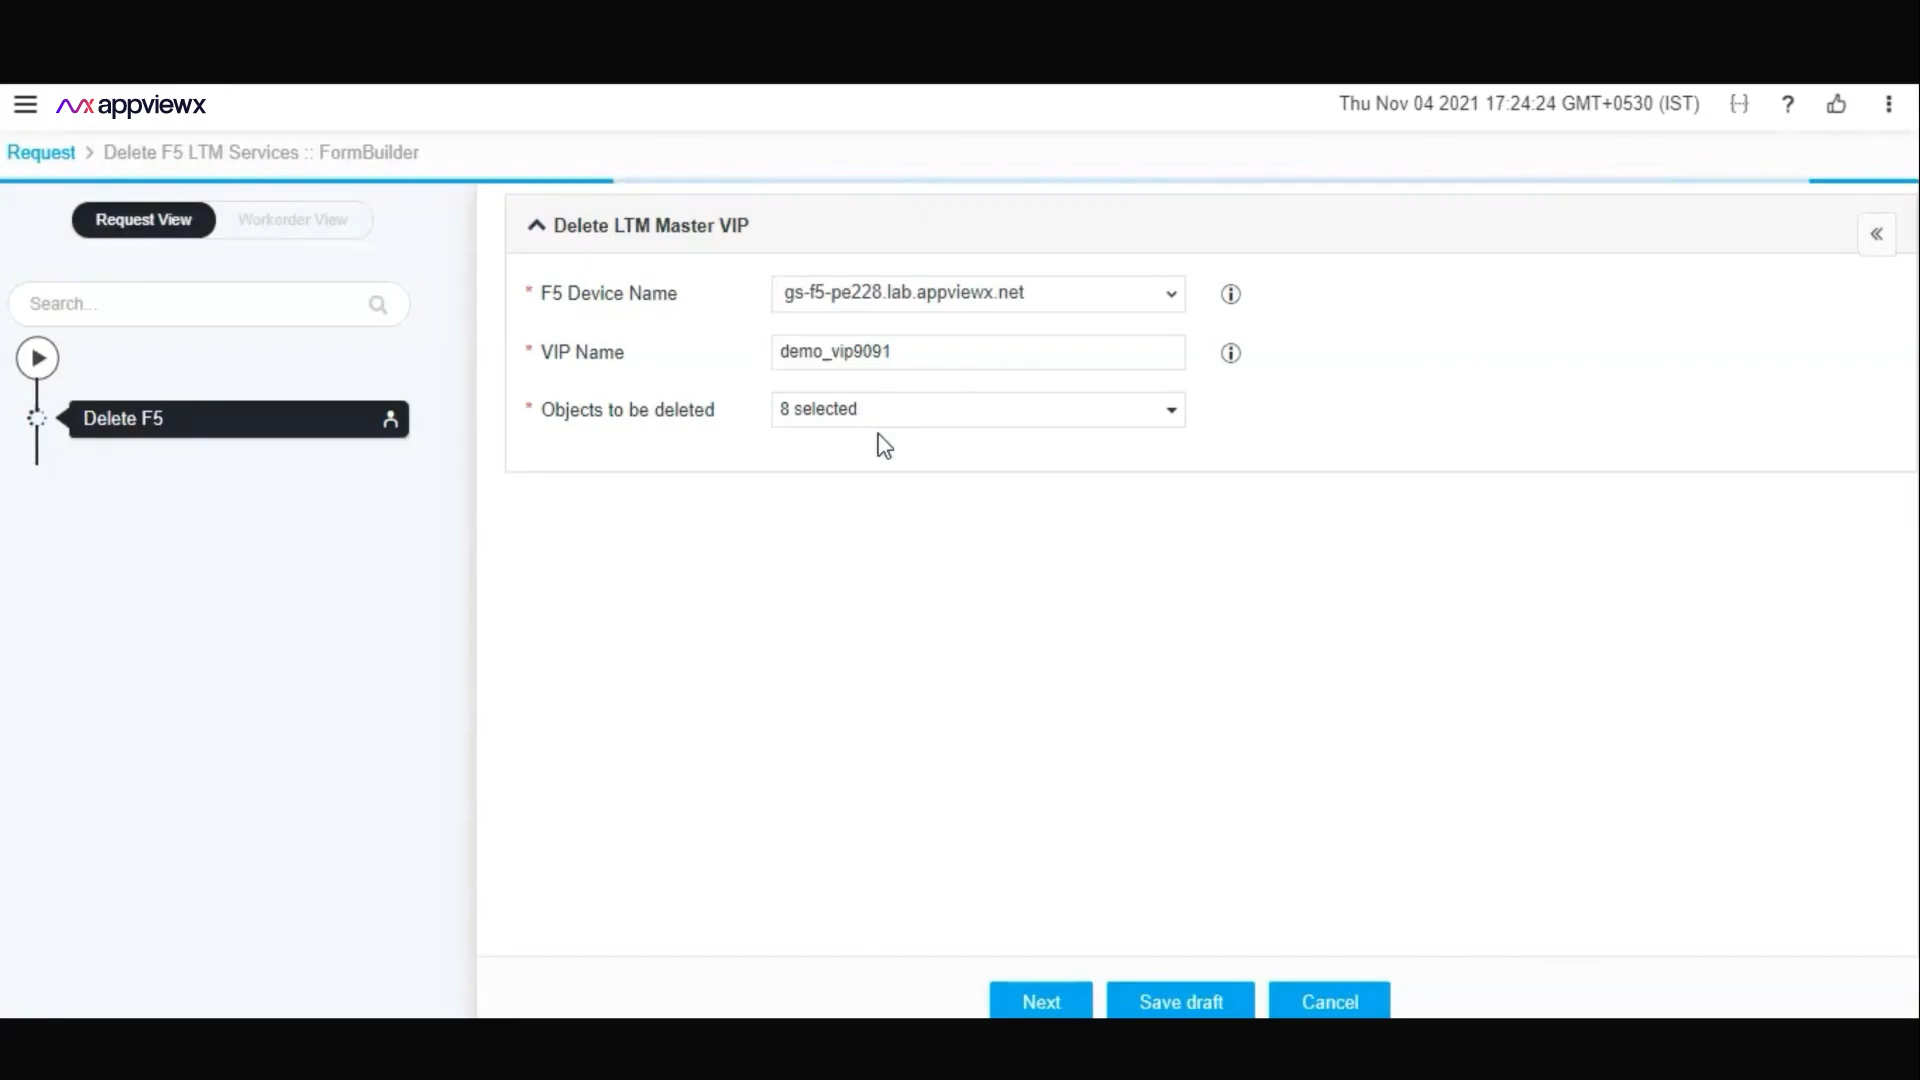 appviewx
Thu Nov 04 2021 17:24:24 GMT+0530 (IST)
?
Request > Delete F5 LTM Services :: FormBuilder
Request View
Workorder View
Search...
Delete F5
Delete LTM Master VIP
* F5 Device Name
gs-f5-pe228.lab.appviewx.net
* VIP Name
demo_vip9091
* Objects to be deleted
8 selected
Next
Save draft
Cancel